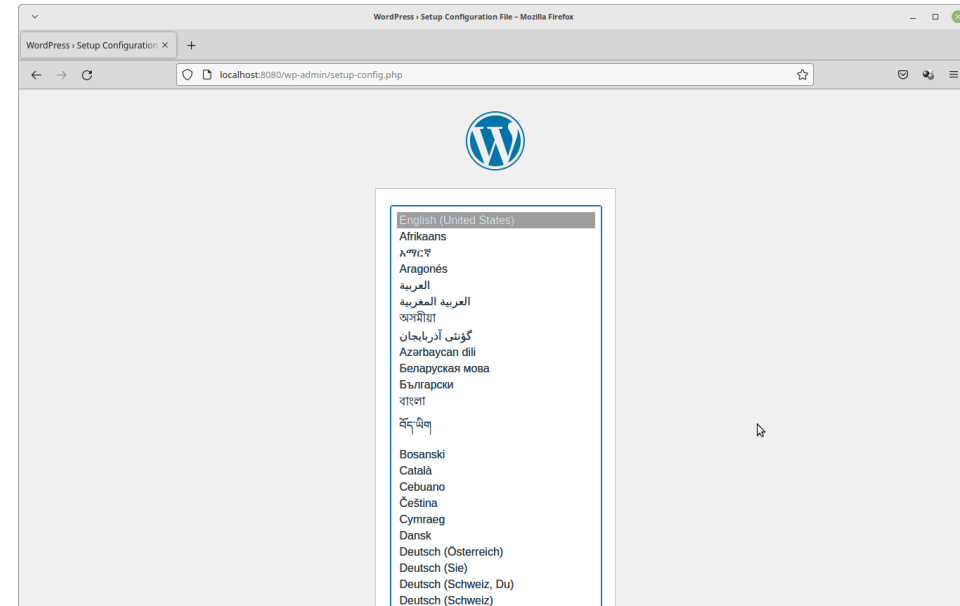 WordPress › Setup Configuration File – Mozilla Firefox
WordPress › Setup Configuration
localhost:8080/wp-admin/setup-config.php
English (United States)
Afrikaans
አማርኛ
Aragonés
العربية
العربية المغربية
অসমীয়া
گؤنئی آذربایجان
Azərbaycan dili
Беларуская мова
Български
বাংলা
བོད་ཡིག
Bosanski
Català
Cebuano
Čeština
Cymraeg
Dansk
Deutsch (Österreich)
Deutsch (Sie)
Deutsch (Schweiz, Du)
Deutsch (Schweiz)